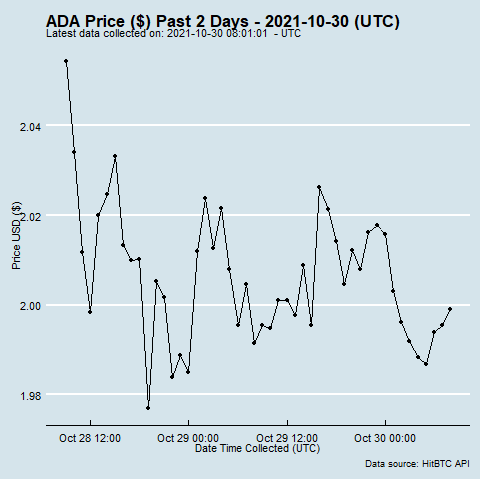 ADA Price ($) Past 2 Days - 2021-10-30 (UTC)
Latest data collected on: 2021-10-30 08:01:01 - UTC
2.04
2.02
2.00
1.98
Price USD ($)
Oct 28 12:00
Oct 29 00:00
Oct 29 12:00
Oct 30 00:00
Date Time Collected (UTC)
Data source: HitBTC API